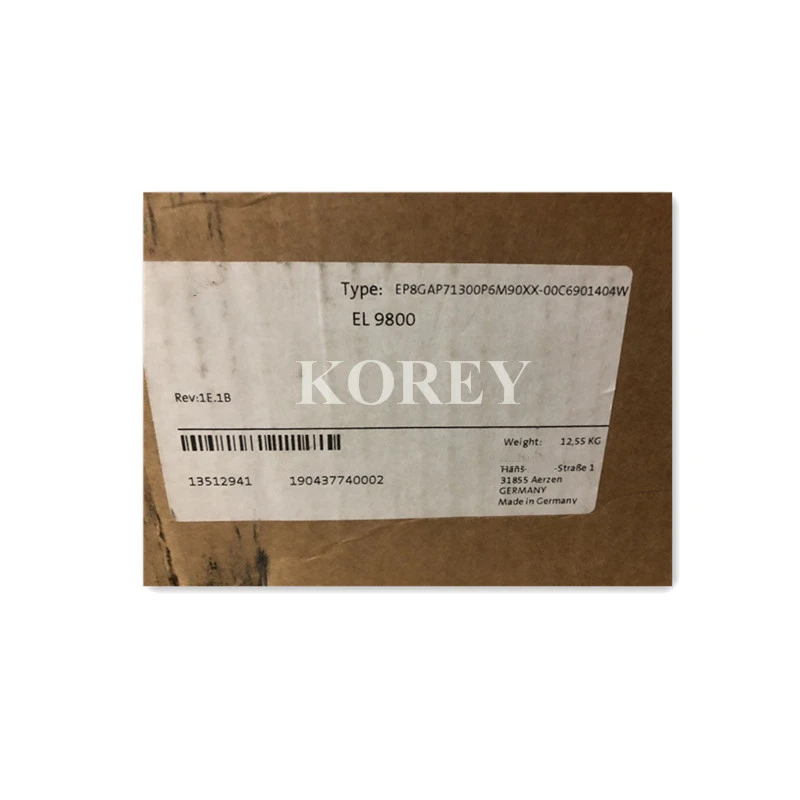 Type: EP8GAP71300P6M90XX-00C6901404W
EL 9800
KOREY
Rev:1E.1B
Weight: 12,55 KG
13512941 190437740002
Hans- -Straße 1
31855 Aerzen
GERMANY
Made in Germany